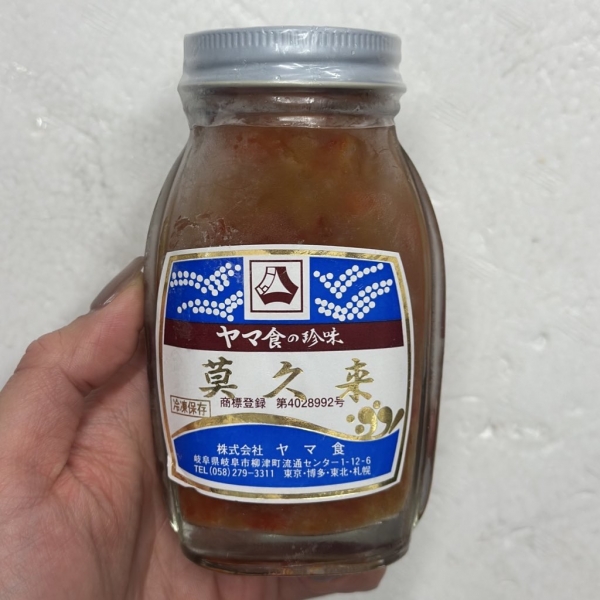 ヤマ食の珍味
莫久来
商標登録 第4028992号
冷凍保存
株式会社 ヤマ食
岐阜県岐阜市柳津町流通センター1-12-6
TEL(058)279-3311 東京・博多・東北・札幌